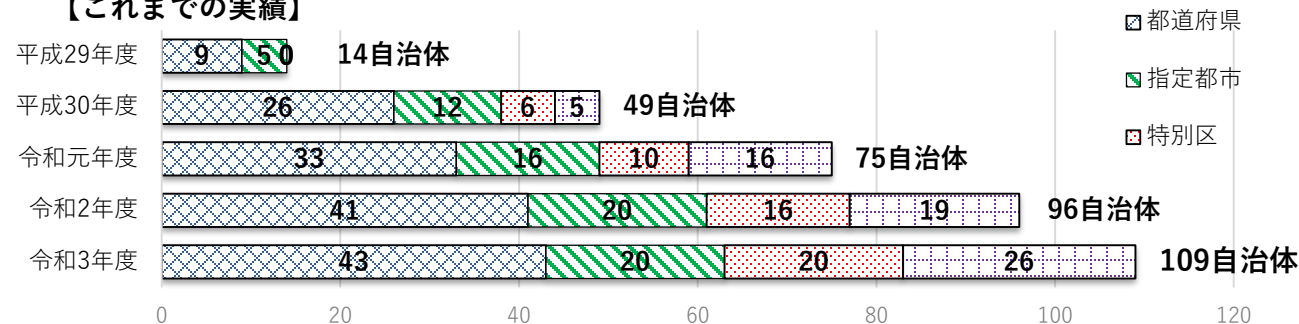 【これまでの実績】
都道府県
指定都市
特別区
平成29年度 9 5 0 14自治体
平成30年度 26 12 6 5 49自治体
令和元年度 33 16 10 16 75自治体
令和2年度 41 20 16 19 96自治体
令和3年度 43 20 20 26 109自治体
0 20 40 60 80 100 120